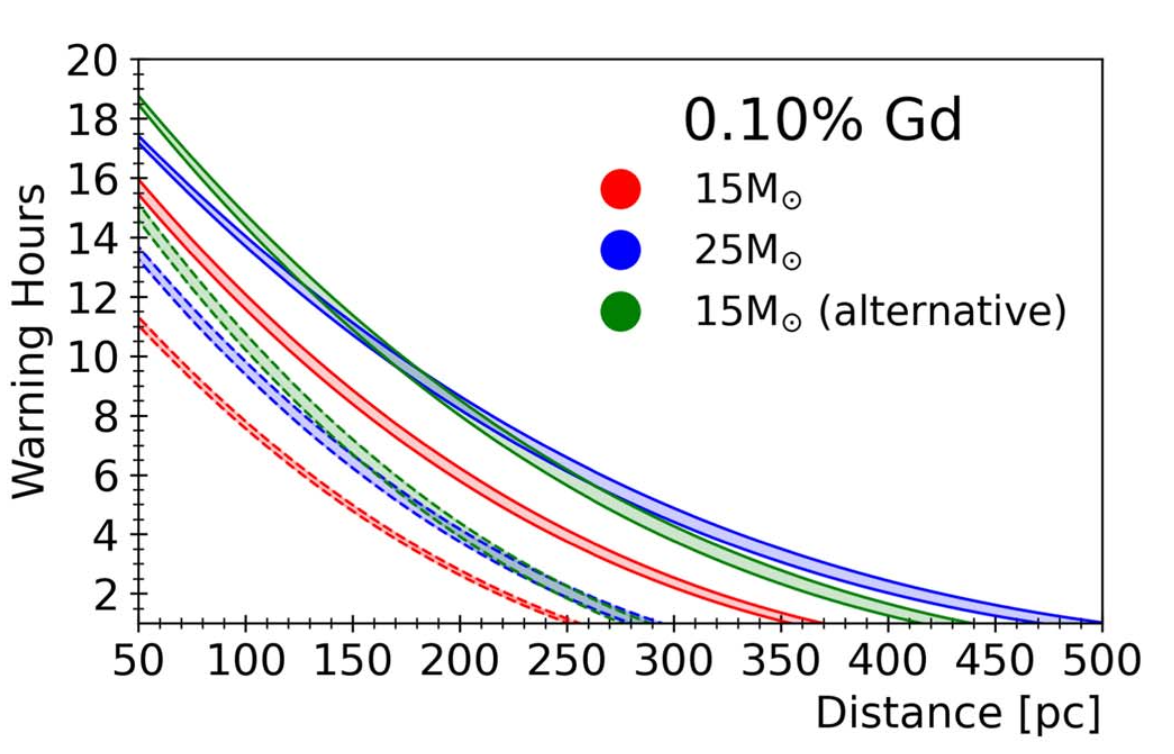 20
18
16
14
12
10
8
6
4
2
Warning Hours
0.10% Gd
15M⊙
25M⊙
15M⊙ (alternative)
50 100 150 200 250 300 350 400 450 500
Distance [pc]